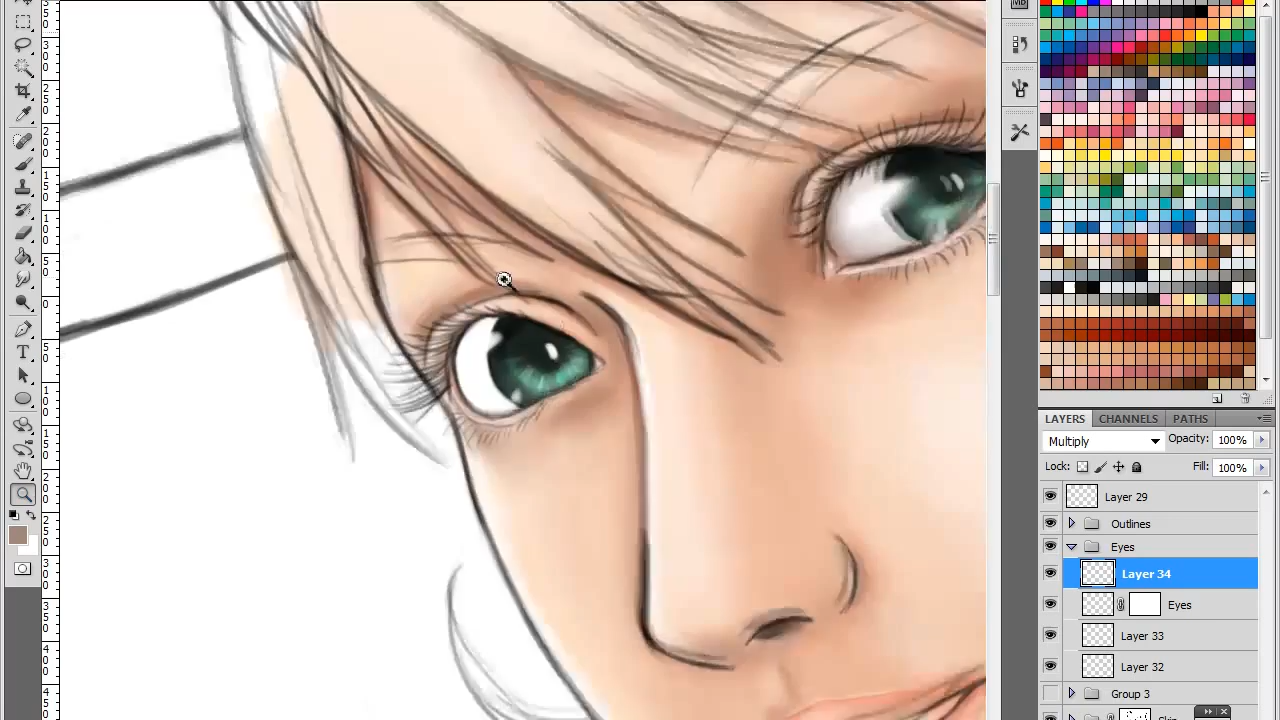 LAYERS CHANNELS PATHS
Multiply Opacity: 100%
Lock: Fill: 100%
Layer 29
Outlines
Eyes
Layer 34
Eyes
Layer 33
Layer 32
Group 3